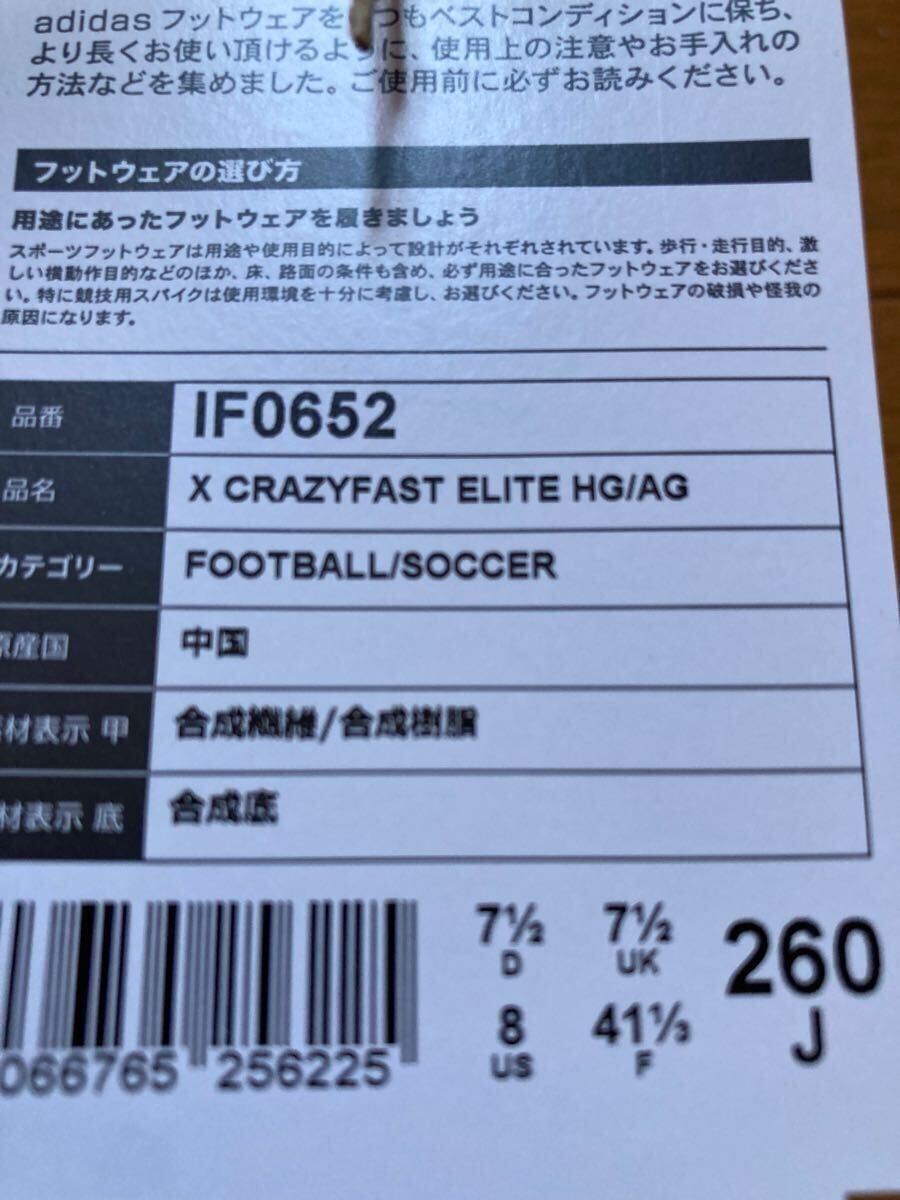 adidas フットウェアを つもベストコンディションに保ち、
より長くお使い頂けるように、使用上の注意やお手入れの
方法などを集めました。ご使用前に必ずお読みください。
フットウェアの選び方
用途にあったフットウェアを履きましょう
スポーツフットウェアは用途や使用目的によって設計がそれぞれされています。歩行・走行目的、激
しい横動作目的などのほか、床、路面の条件も含め、必ず用途に合ったフットウェアをお選びくださ
い。特に競技用スパイクは使用環境を十分に考慮し、お選びください。フットウェアの破損や怪我の
原因になります。
品番 IF0652
品名 X CRAZYFAST ELITE HG/AG
カテゴリー FOOTBALL/SOCCER
原産国 中国
材表示 甲 合成繊維/合成樹脂
材表示 底 合成底
7½ 7½ 260
D UK
8 41⅓ J
US F
066765 256225